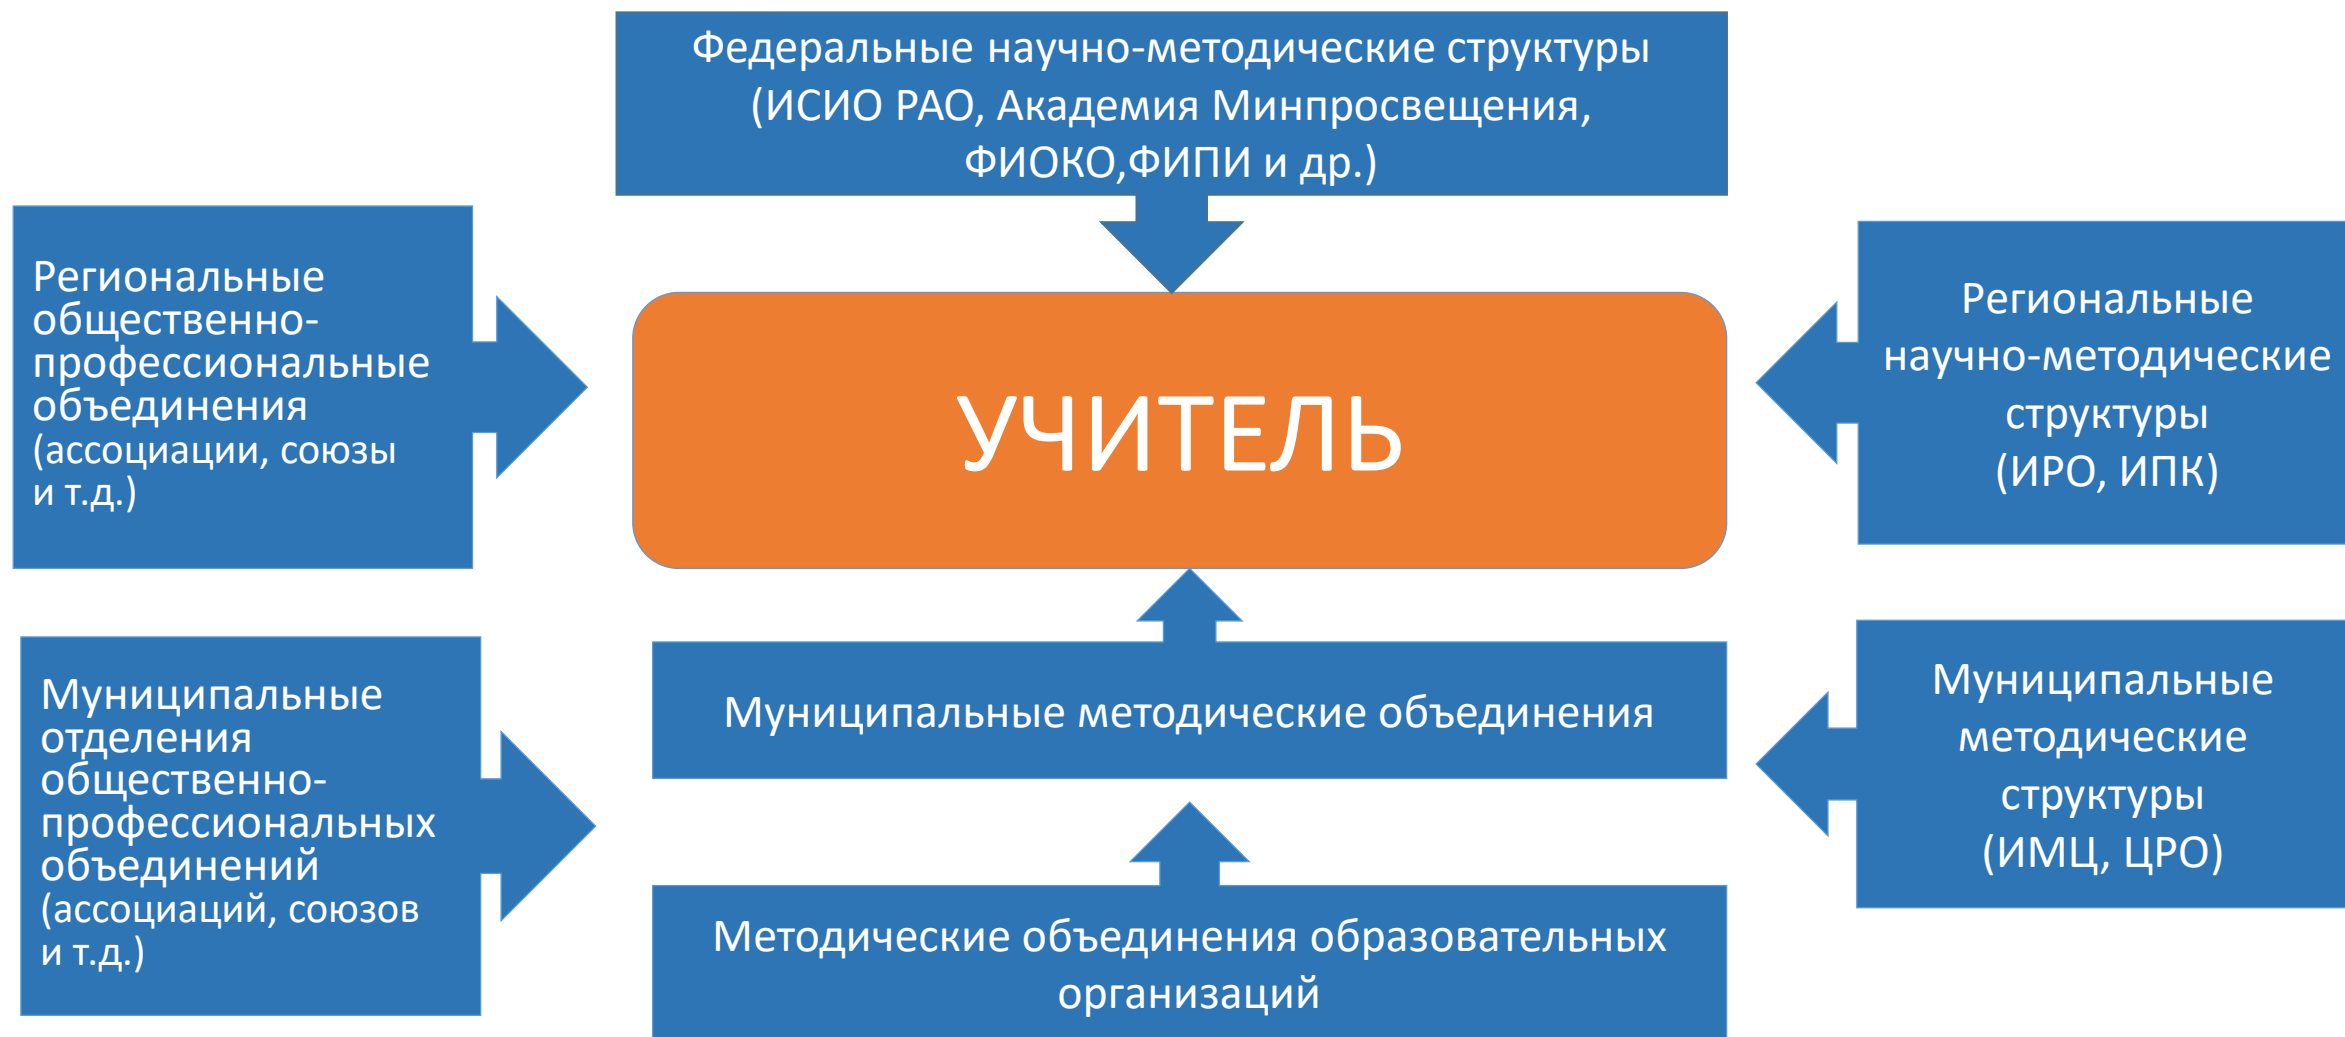 Федеральные научно-методические структуры
(ИСИО РАО, Академия Минпросвещения,
ФИОКО,ФИПИ и др.)
Региональные
общественно-
профессиональные
объединения
(ассоциации, союзы
и т.д.)
УЧИТЕЛЬ
Региональные
научно-методические
структуры
(ИРО, ИПК)
Муниципальные
отделения
общественно-
профессиональных
объединений
(ассоциаций, союзов
и т.д.)
Муниципальные методические объединения
Муниципальные
методические
структуры
(ИМЦ, ЦРО)
Методические объединения образовательных
организаций